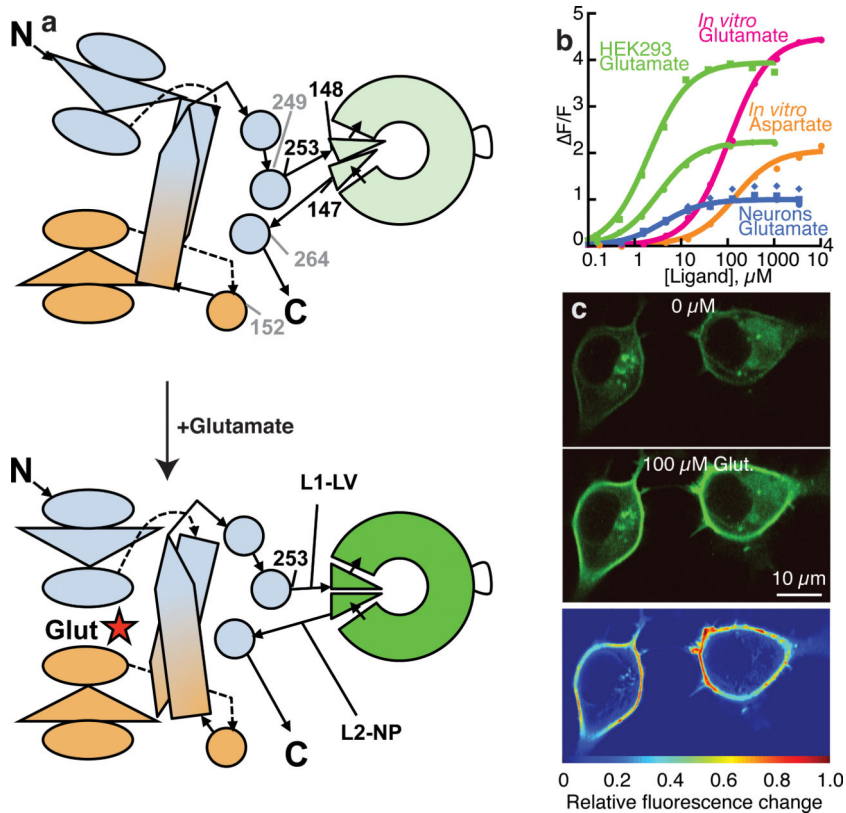 a
N
148
249
253
147
264
C
152
+Glutamate
N
L1-LV
253
Glut
L2-NP
C
b
In vitro
Glutamate
HEK293
Glutamate
In vitro
Aspartate
Neurons
Glutamate
ΔF/F
5
4
3
2
1
0
0.1 1 10 100 1000 10
4
[Ligand], µM
c
0 µM
100 µM Glut.
10 µm
0 0.2 0.4 0.6 0.8 1.0
Relative fluorescence change